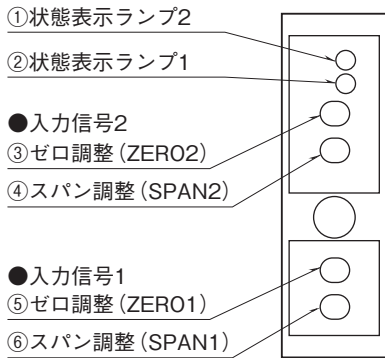 ①状態表示ランプ2
②状態表示ランプ1
●入力信号2
③ゼロ調整(ZERO2)
④スパン調整(SPAN2)
●入力信号1
⑤ゼロ調整(ZERO1)
⑥スパン調整(SPAN1)